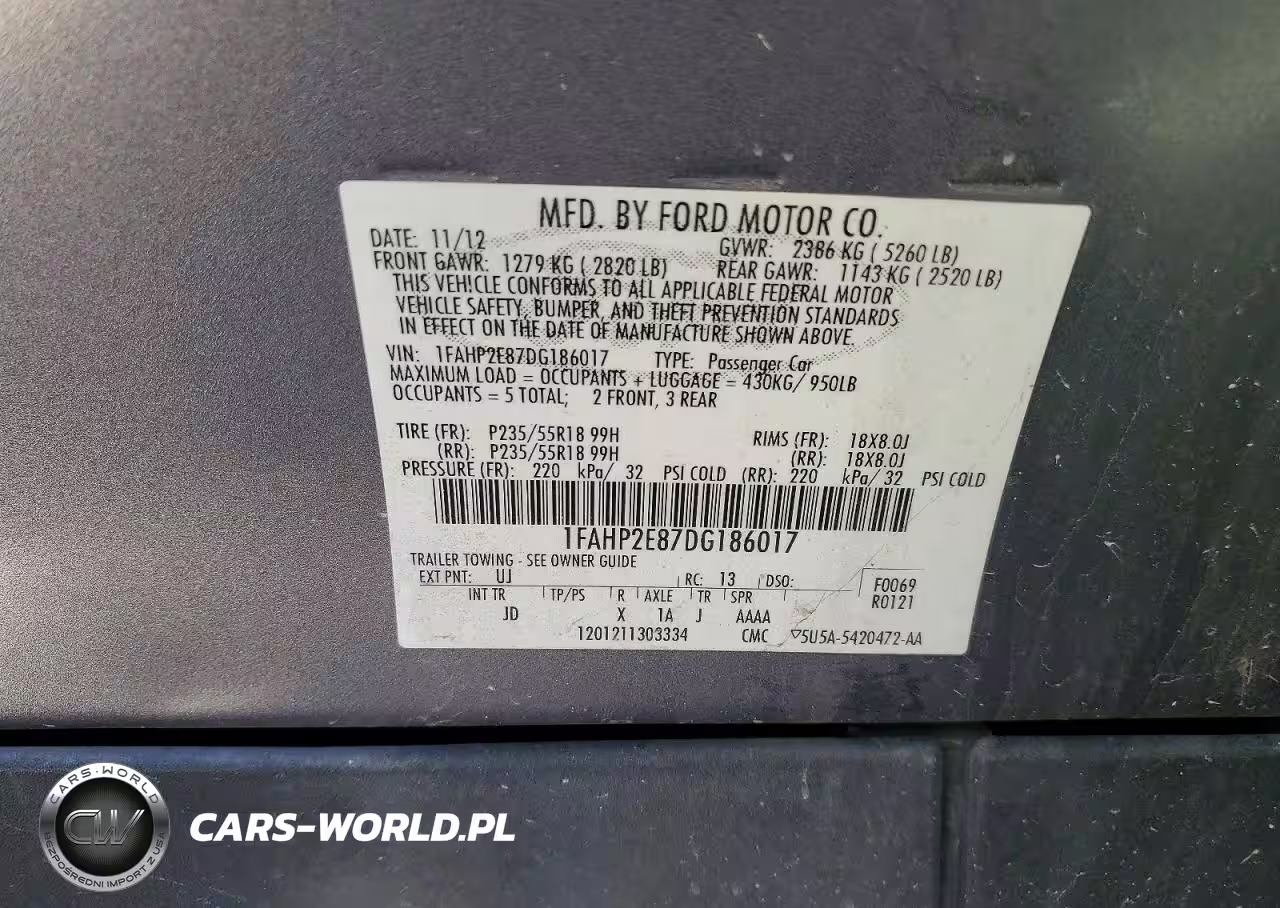 MFD. BY FORD MOTOR CO.
DATE: 11/12 GVWR: 2386 KG ( 5260 LB)
FRONT GAWR: 1279 KG ( 2820 LB) REAR GAWR: 1143 KG ( 2520 LB)
THIS VEHICLE CONFORMS TO ALL APPLICABLE FEDERAL MOTOR
VEHICLE SAFETY, BUMPER, AND THEFT PREVENTION STANDARDS
IN EFFECT ON THE DATE OF MANUFACTURE SHOWN ABOVE.
VIN: 1FAHP2E87DG186017 TYPE: Passenger Car
MAXIMUM LOAD = OCCUPANTS + LUGGAGE = 430KG/ 950LB
OCCUPANTS = 5 TOTAL; 2 FRONT, 3 REAR
TIRE (FR): P235/55R18 99H RIMS (FR): 18X8.0J
(RR): P235/55R18 99H (RR): 18X8.0J
PRESSURE (FR): 220 kPa/ 32 PSI COLD (RR): 220 kPa/ 32 PSI COLD
1FAHP2E87DG186017
TRAILER TOWING - SEE OWNER GUIDE
EXT PNT: UJ RC: 13 DSO: F0069
INT TR TP/PS R AXLE TR SPR R0121
JD X 1A J AAAA
1201211303334 CMC ▽5U5A-5420472-AA
CARS-WORLD
CW
BEZPOŚREDNI IMPORT Z USA
CARS-WORLD.PL